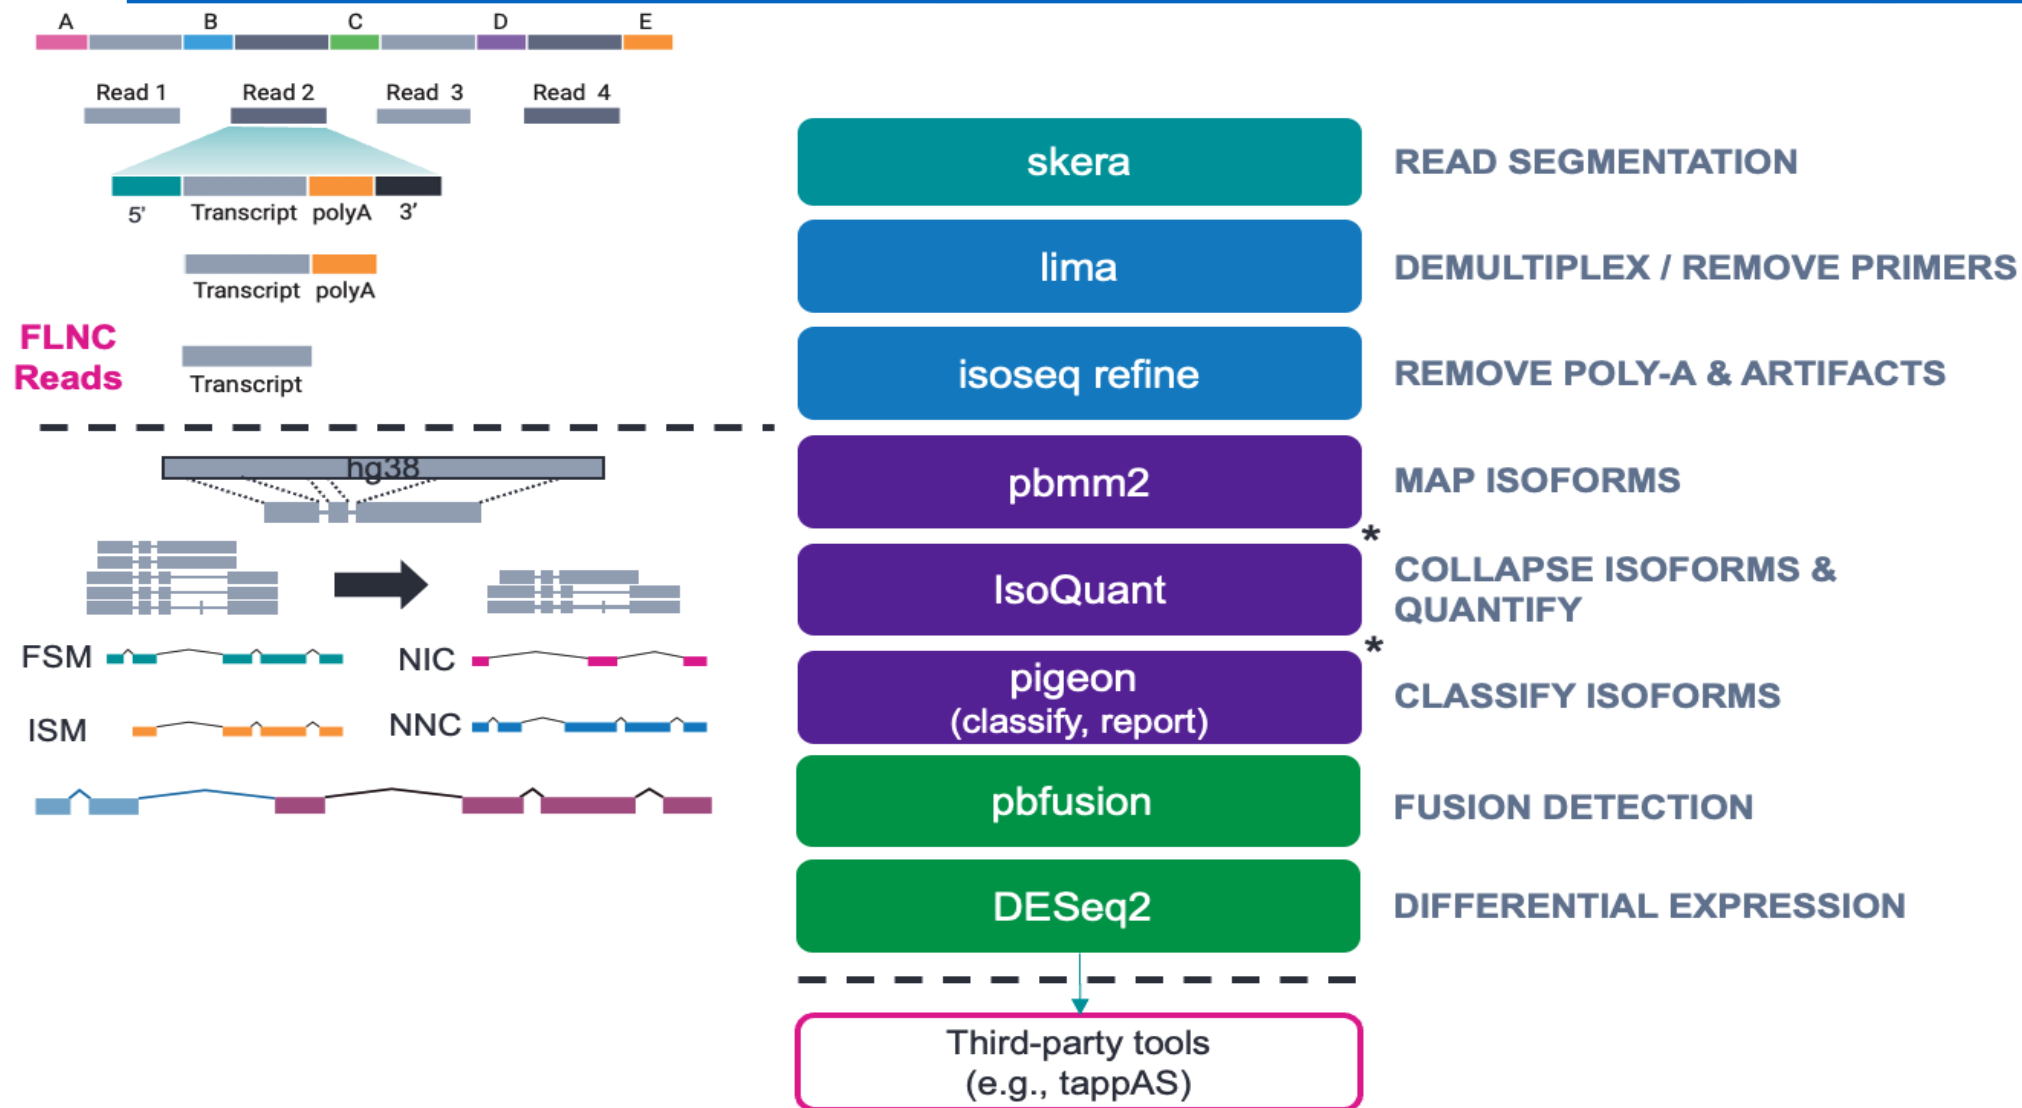 A B C D E
Read 1 Read 2 Read 3 Read 4
5' Transcript polyA 3'
Transcript polyA
FLNC
Reads
Transcript
hg38
FSM NIC
ISM NNC
skera READ SEGMENTATION
lima DEMULTIPLEX / REMOVE PRIMERS
isoseq refine REMOVE POLY-A & ARTIFACTS
pbmm2 MAP ISOFORMS
*
IsoQuant COLLAPSE ISOFORMS &
QUANTIFY
*
pigeon
(classify, report) CLASSIFY ISOFORMS
pbfusion FUSION DETECTION
DESeq2 DIFFERENTIAL EXPRESSION
Third-party tools
(e.g., tappAS)